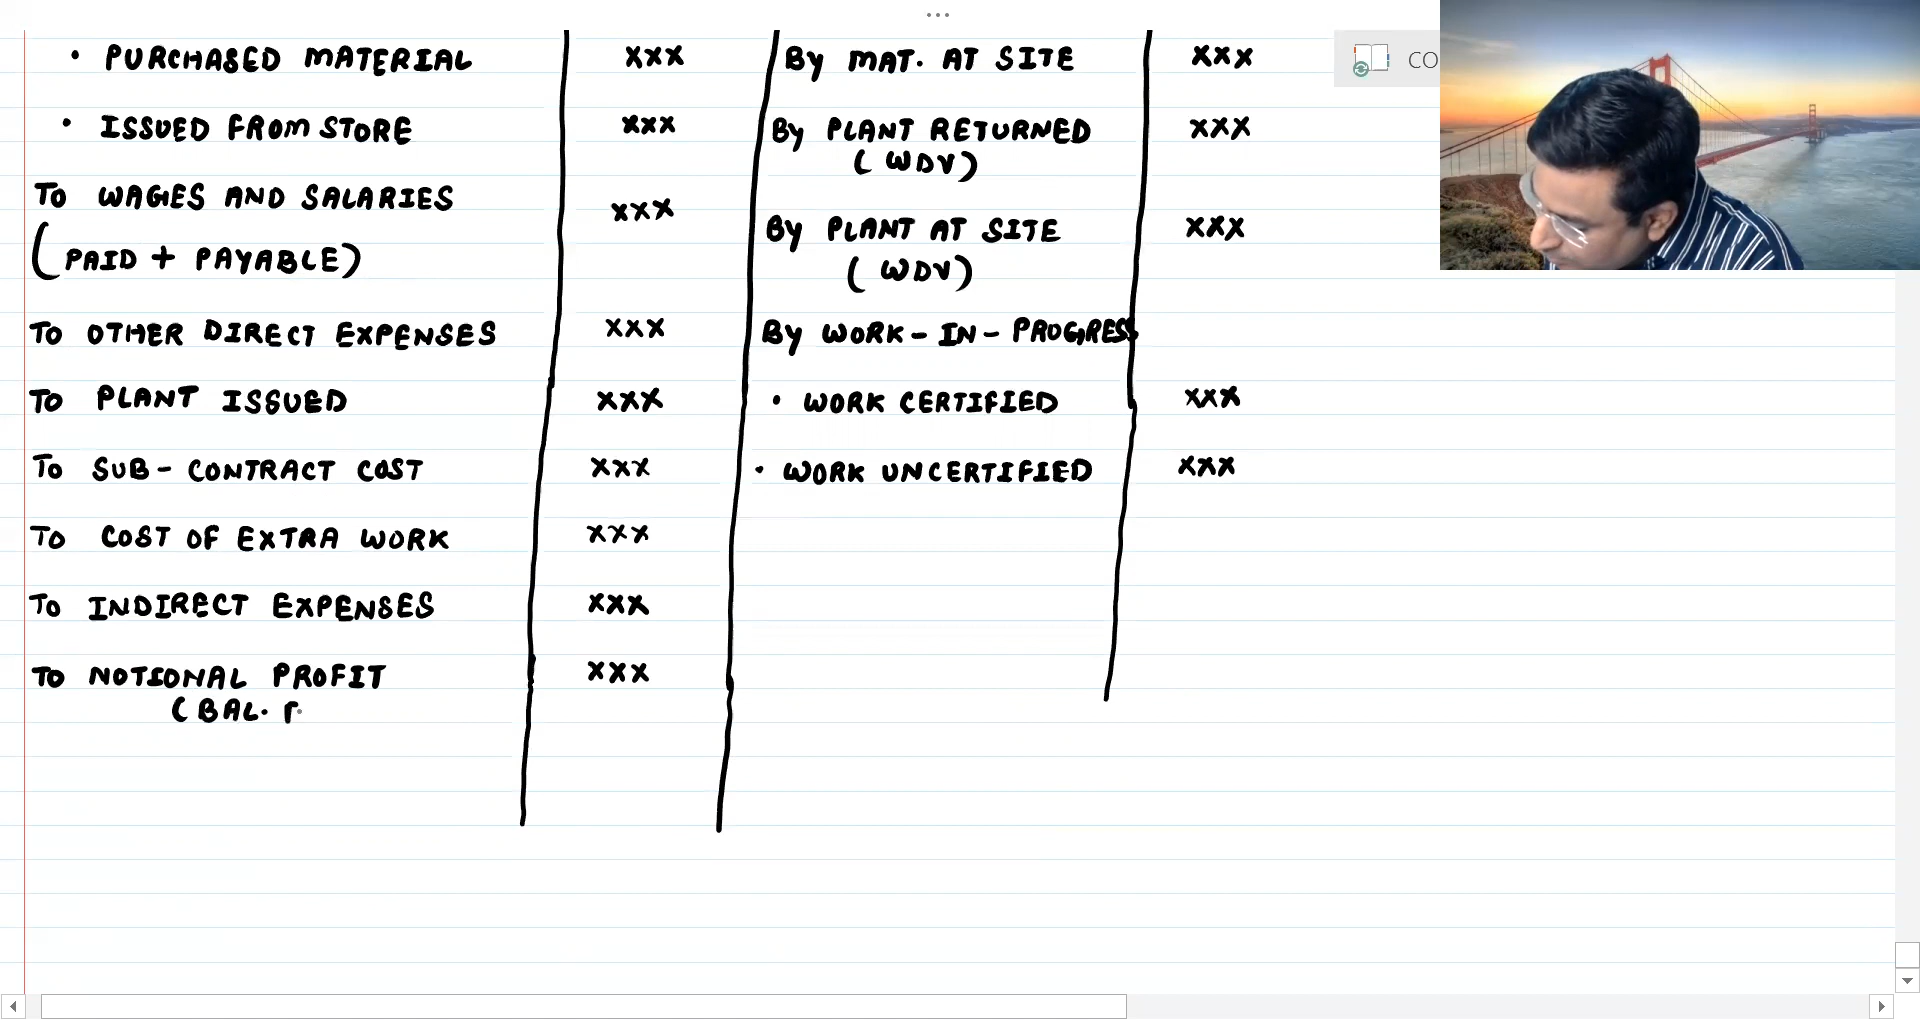 • PURCHASED MATERIAL XXX By MAT. AT SITE XXX
CO
• ISSUED FROM STORE XXX By PLANT RETURNED XXX
(WDV)
To WAGES AND SALARIES XXX
(PAID + PAYABLE)
By PLANT AT SITE XXX
(WDV)
To OTHER DIRECT EXPENSES XXX By WORK-IN-PROGRESS
To PLANT ISSUED XXX • WORK CERTIFIED XXX
To SUB-CONTRACT COST XXX • WORK UNCERTIFIED XXX
To COST OF EXTRA WORK XXX
To INDIRECT EXPENSES XXX
To NOTIONAL PROFIT XXX
(BAL.